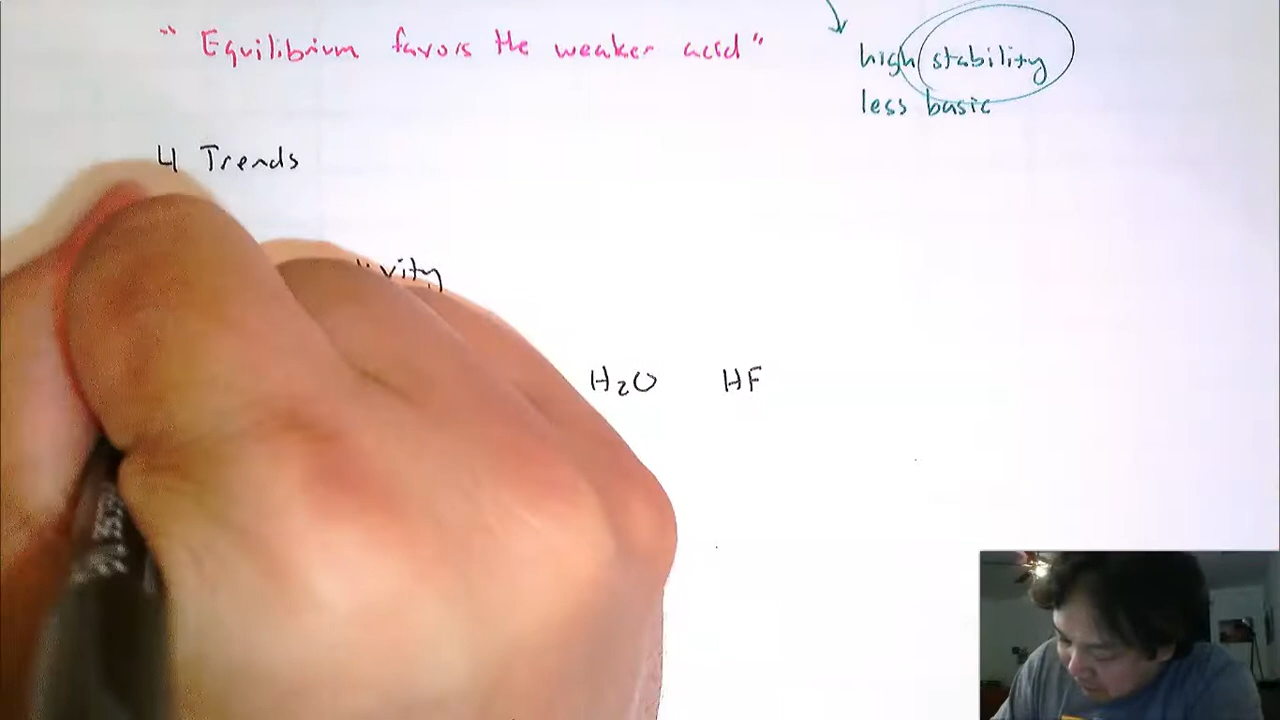 "Equilibrium favors the weaker acid"
high stability
less basic
4 Trends
H₂O HF